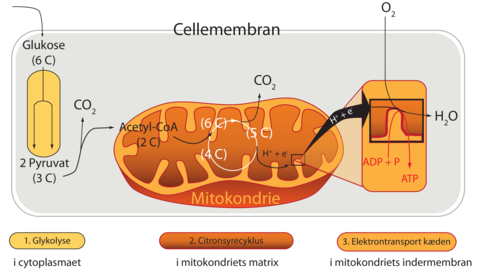 O2
Cellemembran
Glukose
(6 C)
CO2
CO2
Acetyl-CoA
(2 C)
(6 C)
(5 C)
(4 C)
H+ + e-
H+ + e-
H2O
2 Pyruvat
(3 C)
ADP + P
ATP
Mitokondrie
1. Glykolyse
2. Citronsyrecyklus
3. Elektrontransport kæden
i cytoplasmaet
i mitokondriets matrix
i mitokondriets indermembran